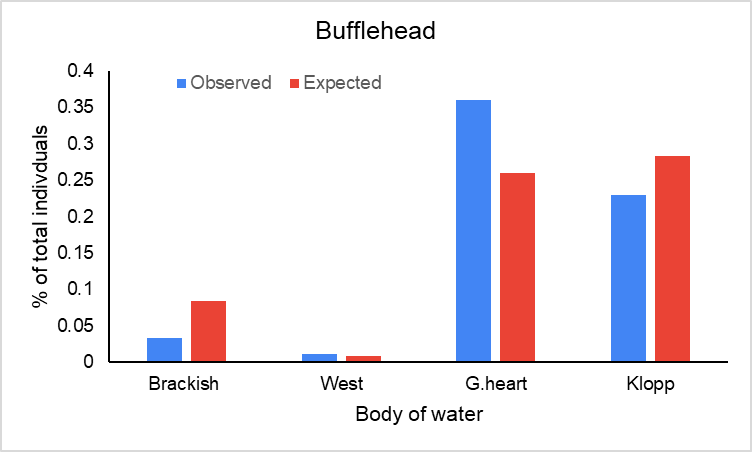 Bufflehead
Observed Expected
% of total indivduals
0.4
0.35
0.3
0.25
0.2
0.15
0.1
0.05
0
Brackish West G.heart Klopp
Body of water